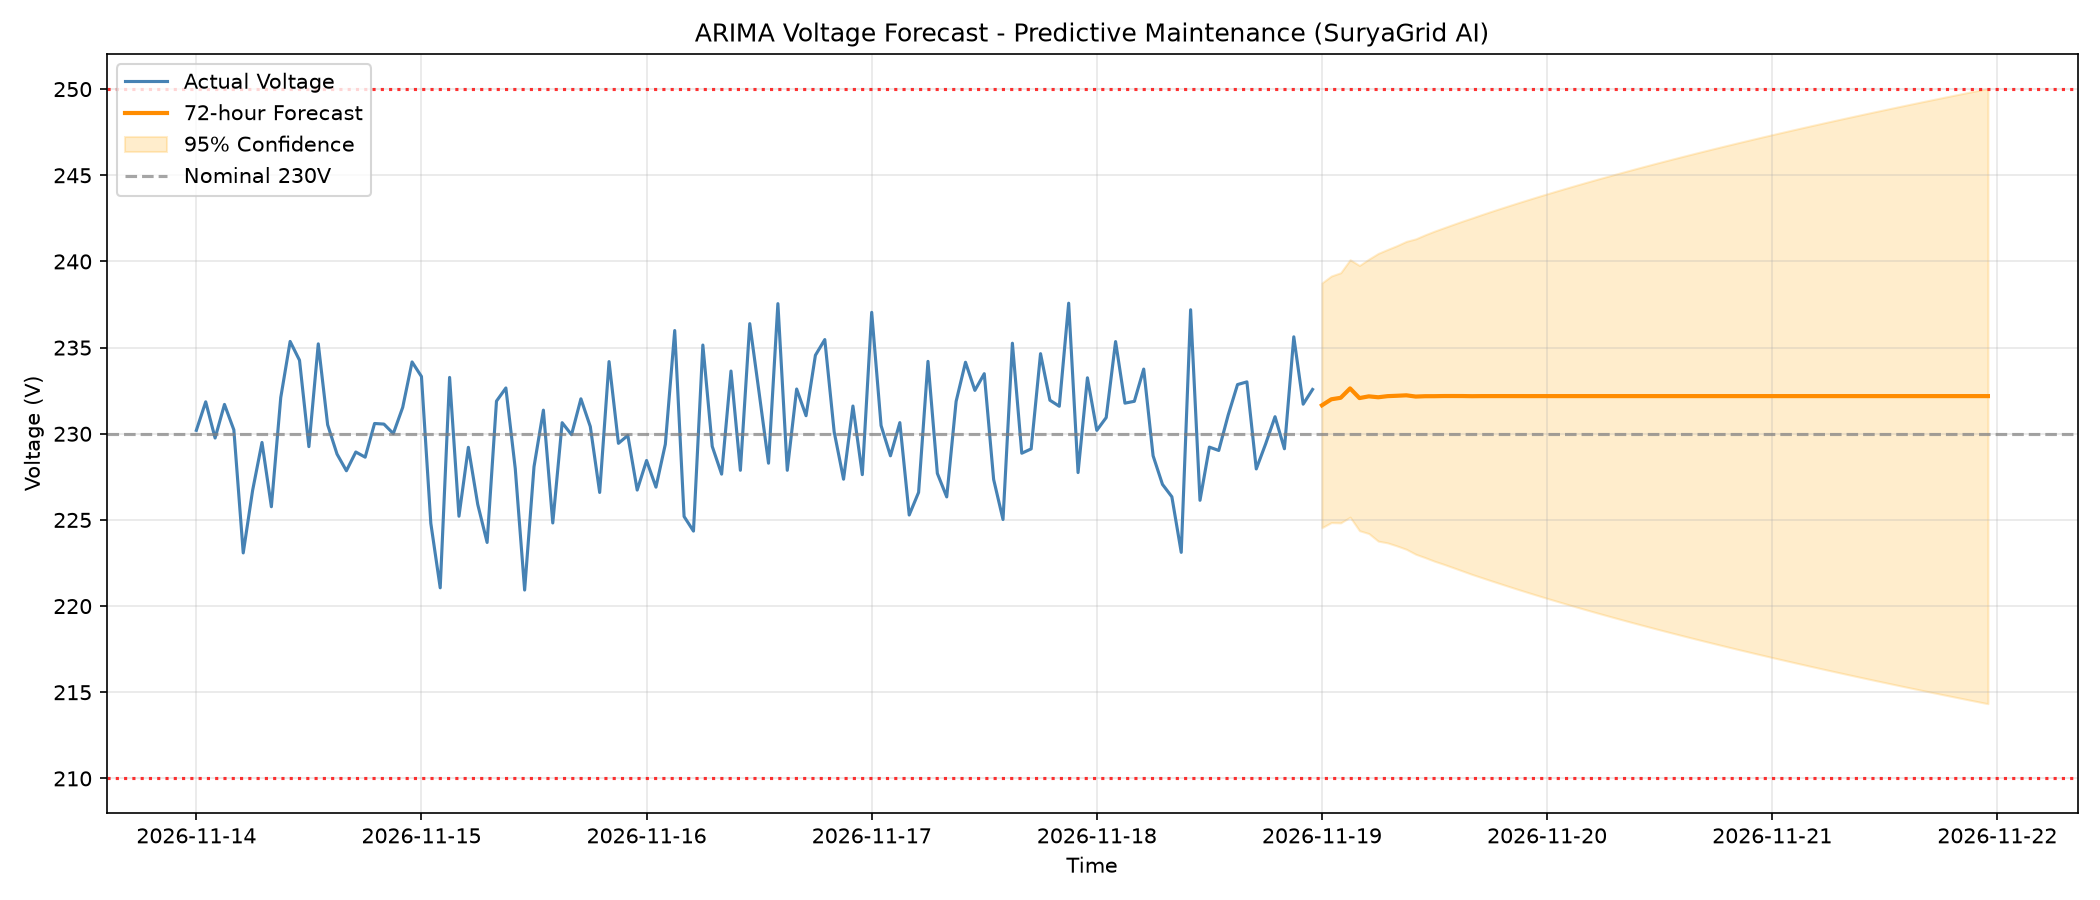 ARIMA Voltage Forecast - Predictive Maintenance (SuryaGrid AI)
Actual Voltage
72-hour Forecast
95% Confidence
Nominal 230V
Voltage (V)
250
245
240
235
230
225
220
215
210
2026-11-14
2026-11-15
2026-11-16
2026-11-17
2026-11-18
2026-11-19
2026-11-20
2026-11-21
2026-11-22
Time